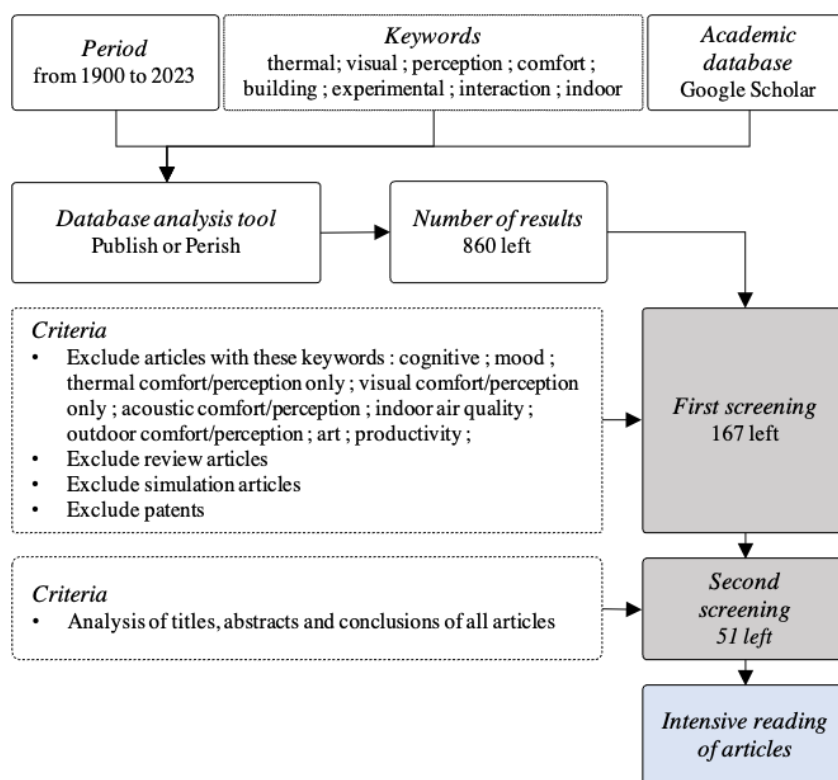 Period
from 1900 to 2023
Keywords
thermal; visual ; perception ; comfort ;
building ; experimental ; interaction ; indoor
Academic
database
Google Scholar
Database analysis tool
Publish or Perish
Number of results
860 left
Criteria
• Exclude articles with these keywords : cognitive ; mood ;
thermal comfort/perception only ; visual comfort/perception
only ; acoustic comfort/perception ; indoor air quality ;
outdoor comfort/perception ; art ; productivity ;
• Exclude review articles
• Exclude simulation articles
• Exclude patents
First screening
167 left
Criteria
• Analysis of titles, abstracts and conclusions of all articles
Second
screening
51 left
Intensive reading
of articles